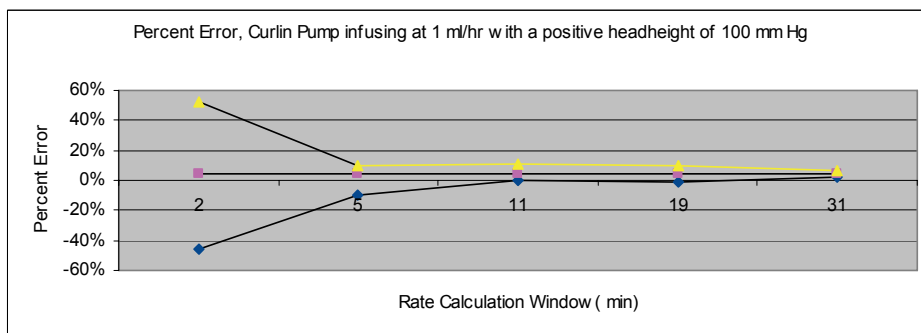 Percent Error, Curlin Pump infusing at 1 ml/hr with a positive headheight of 100 mm Hg
60%
40%
20%
0%
-20%
-40%
-60%
Percent Error
2 5 11 19 31
Rate Calculation Window ( min)